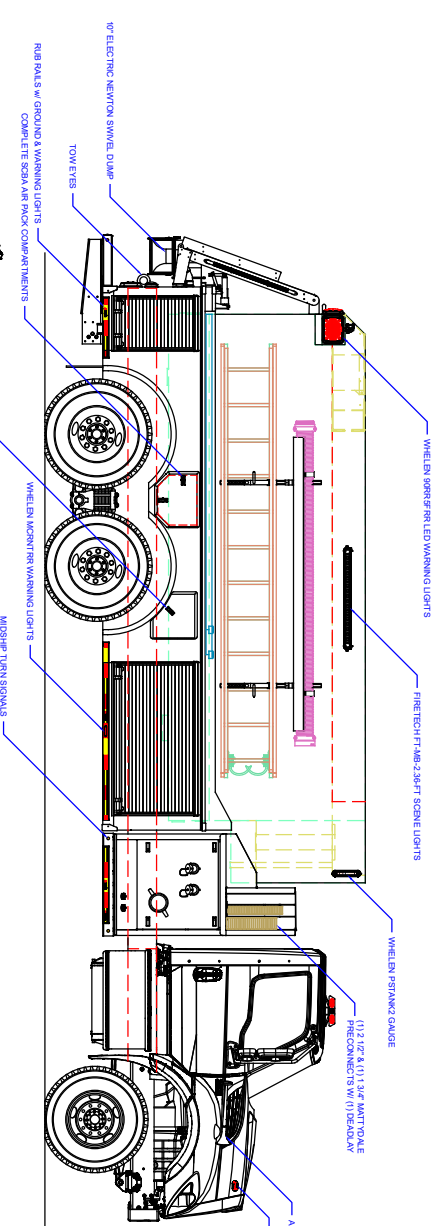 WHELEN 90RR5FRR LED WARNING LIGHTS
FIRETECH FT-MB-2.36-FT SCENE LIGHTS
WHELEN PSTANK2 GAUGE
(1) 2 1/2" & (1) 1 3/4" MATTYDALE
PRECONNECTS W/ (1) DEADLAY
A
10" ELECTRIC NEWTON SWIVEL DUMP
TOW EYES
RUB RAILS w/ GROUND & WARNING LIGHTS
COMPLETE SCBA AIR PACK COMPARTMENTS
WHELEN MCRNTRR WARNING LIGHTS
MIDSHIP TURN SIGNALS